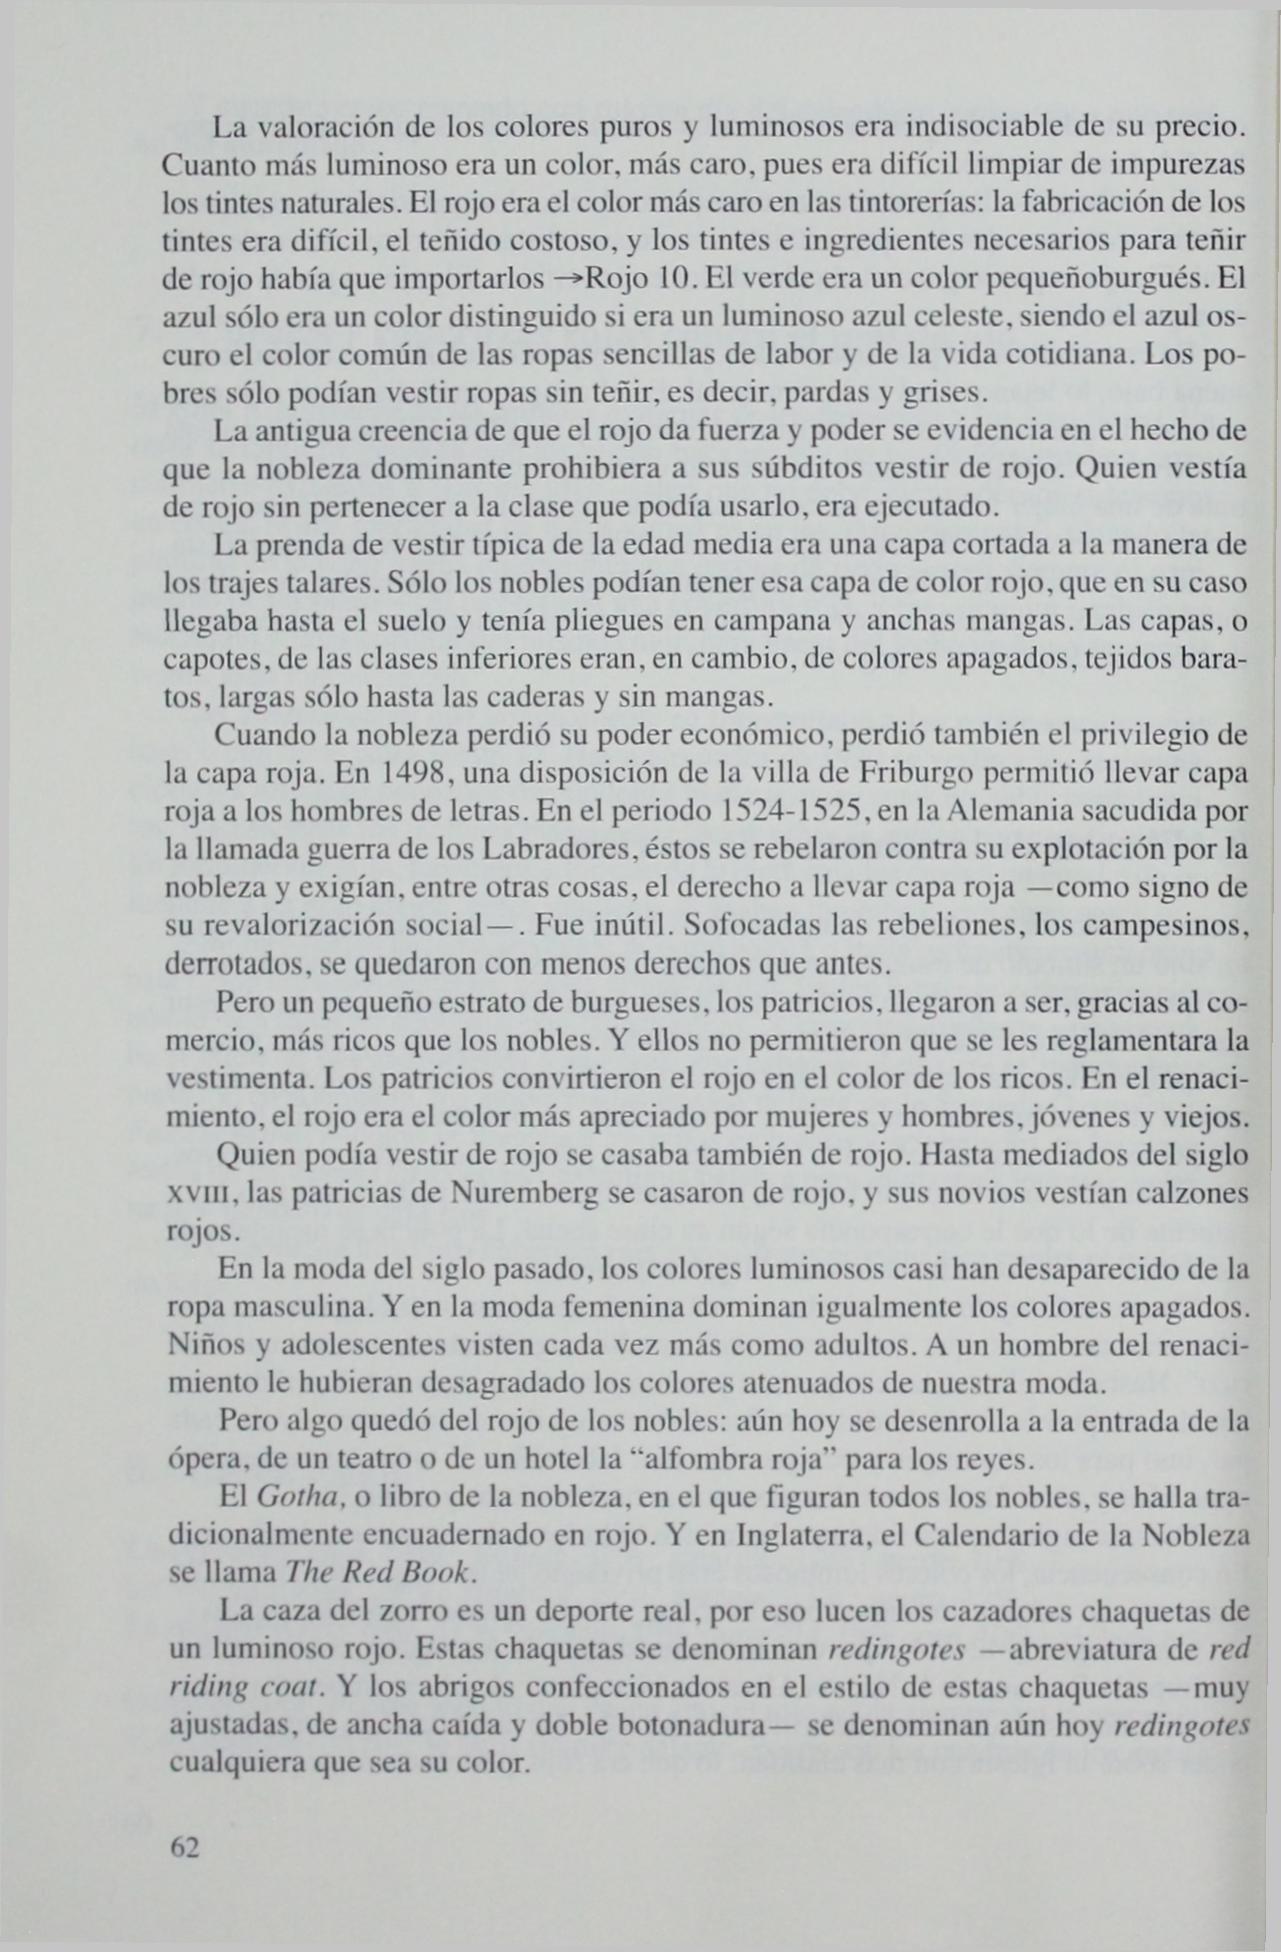 La valoración de los colores puros y luminosos era indisociable de su precio.
Cuanto más luminoso era un color, más caro, pues era difícil limpiar de impurezas
los tintes naturales. El rojo era el color más caro en las tintorerías: la fabricación de los
tintes era difícil, el teñido costoso, y los tintes e ingredientes necesarios para teñir
de rojo había que importarlos →Rojo 10. El verde era un color pequeñoburgués. El
azul sólo era un color distinguido si era un luminoso azul celeste, siendo el azul os-
curo el color común de las ropas sencillas de labor y de la vida cotidiana. Los po-
bres sólo podían vestir ropas sin teñir, es decir, pardas y grises.
La antigua creencia de que el rojo da fuerza y poder se evidencia en el hecho de
que la nobleza dominante prohibiera a sus súbditos vestir de rojo. Quien vestía
de rojo sin pertenecer a la clase que podía usarlo, era ejecutado.
La prenda de vestir típica de la edad media era una capa cortada a la manera de
los trajes talares. Sólo los nobles podían tener esa capa de color rojo, que en su caso
llegaba hasta el suelo y tenía pliegues en campana y anchas mangas. Las capas, o
capotes, de las clases inferiores eran, en cambio, de colores apagados, tejidos bara-
tos, largas sólo hasta las caderas y sin mangas.
Cuando la nobleza perdió su poder económico, perdió también el privilegio de
la capa roja. En 1498, una disposición de la villa de Friburgo permitió llevar capa
roja a los hombres de letras. En el periodo 1524-1525, en la Alemania sacudida por
la llamada guerra de los Labradores, éstos se rebelaron contra su explotación por la
nobleza y exigían, entre otras cosas, el derecho a llevar capa roja —como signo de
su revalorización social—. Fue inútil. Sofocadas las rebeliones, los campesinos,
derrotados, se quedaron con menos derechos que antes.
Pero un pequeño estrato de burgueses, los patricios, llegaron a ser, gracias al co-
mercio, más ricos que los nobles. Y ellos no permitieron que se les reglamentara la
vestimenta. Los patricios convirtieron el rojo en el color de los ricos. En el renaci-
miento, el rojo era el color más apreciado por mujeres y hombres, jóvenes y viejos.
Quien podía vestir de rojo se casaba también de rojo. Hasta mediados del siglo
XVIII, las patricias de Nuremberg se casaron de rojo, y sus novios vestían calzones
rojos.
En la moda del siglo pasado, los colores luminosos casi han desaparecido de la
ropa masculina. Y en la moda femenina dominan igualmente los colores apagados.
Niños y adolescentes visten cada vez más como adultos. A un hombre del renaci-
miento le hubieran desagradado los colores atenuados de nuestra moda.
Pero algo quedó del rojo de los nobles: aún hoy se desenrolla a la entrada de la
ópera, de un teatro o de un hotel la “alfombra roja” para los reyes.
El Gotha, o libro de la nobleza, en el que figuran todos los nobles, se halla tra-
dicionalmente encuadernado en rojo. Y en Inglaterra, el Calendario de la Nobleza
se llama The Red Book.
La caza del zorro es un deporte real, por eso lucen los cazadores chaquetas de
un luminoso rojo. Estas chaquetas se denominan redingotes —abreviatura de red
riding coat. Y los abrigos confeccionados en el estilo de estas chaquetas —muy
ajustadas, de ancha caída y doble botonadura— se denominan aún hoy redingotes
cualquiera que sea su color.
62